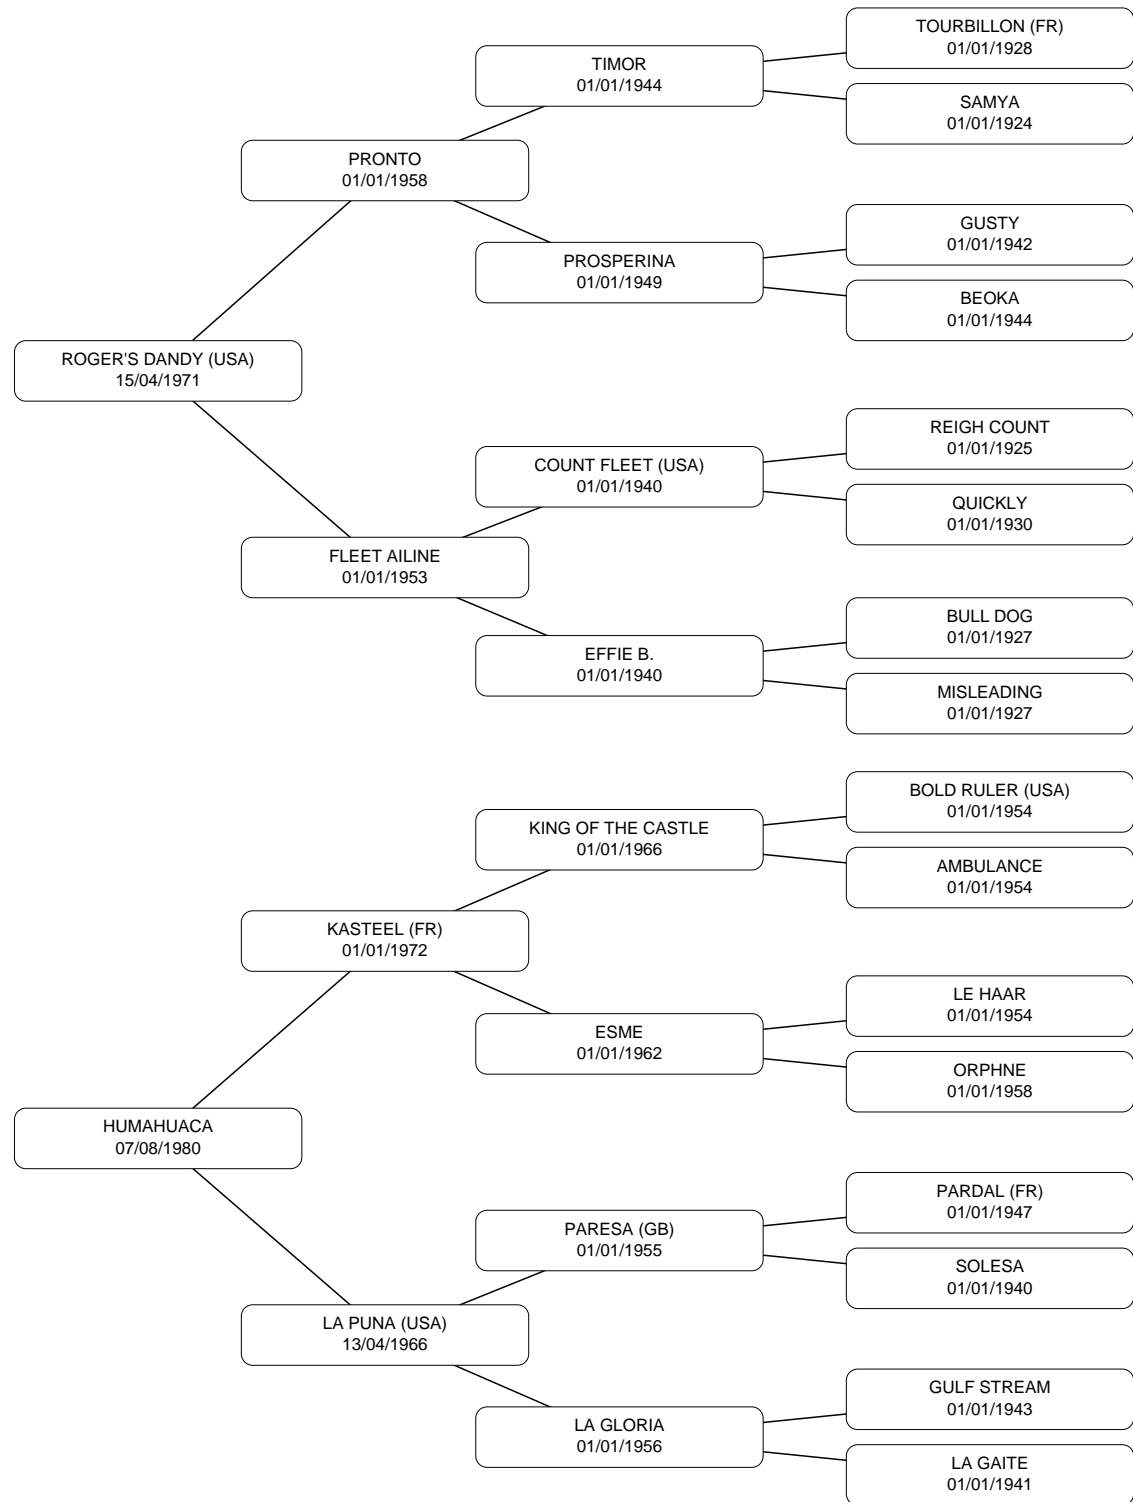 TOURBILLON (FR)
01/01/1928
TIMOR
01/01/1944
SAMYA
01/01/1924
PRONTO
01/01/1958
GUSTY
01/01/1942
PROSPERINA
01/01/1949
BEOKA
01/01/1944
ROGER'S DANDY (USA)
15/04/1971
REIGH COUNT
01/01/1925
COUNT FLEET (USA)
01/01/1940
QUICKLY
01/01/1930
FLEET AILINE
01/01/1953
BULL DOG
01/01/1927
EFFIE B.
01/01/1940
MISLEADING
01/01/1927
BOLD RULER (USA)
01/01/1954
KING OF THE CASTLE
01/01/1966
AMBULANCE
01/01/1954
KASTEEL (FR)
01/01/1972
LE HAAR
01/01/1954
ESME
01/01/1962
ORPHNE
01/01/1958
HUMAHUACA
07/08/1980
PARDAL (FR)
01/01/1947
PARESA (GB)
01/01/1955
SOLESA
01/01/1940
LA PUNA (USA)
13/04/1966
GULF STREAM
01/01/1943
LA GLORIA
01/01/1956
LA GAITE
01/01/1941